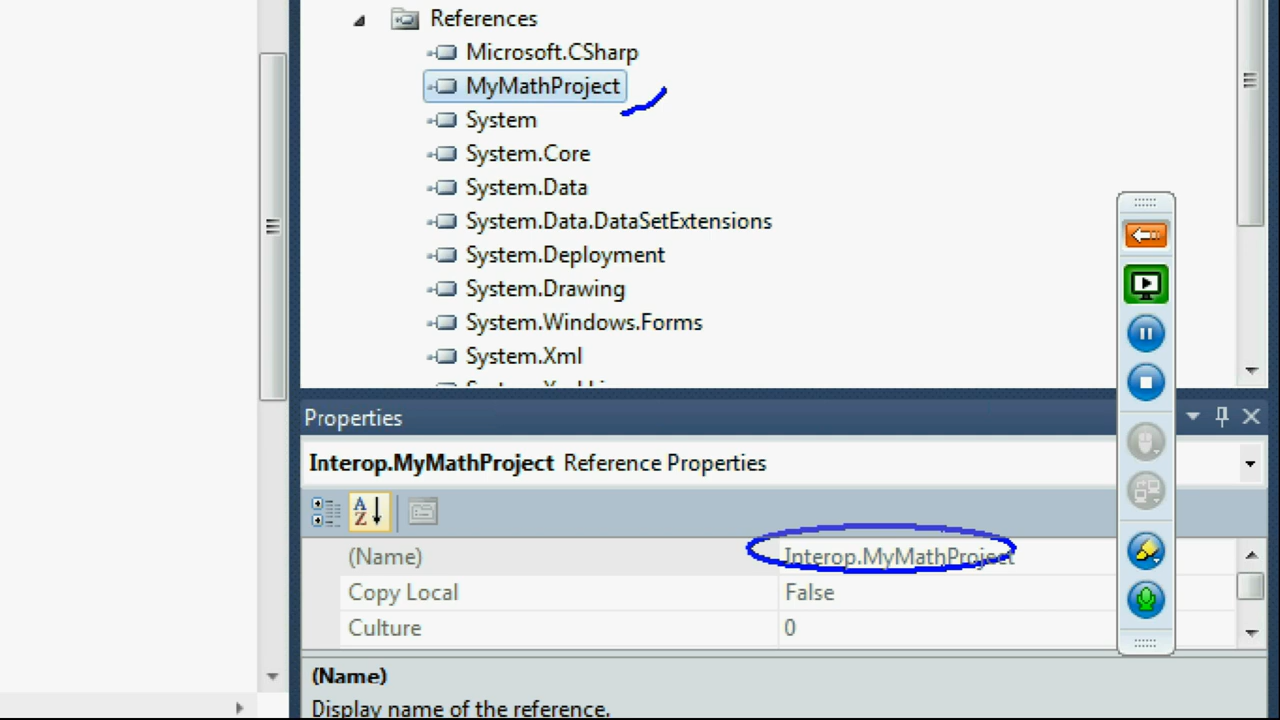 References
Microsoft.CSharp
MyMathProject
System
System.Core
System.Data
System.Data.DataSetExtensions
System.Deployment
System.Drawing
System.Windows.Forms
System.Xml
Properties
Interop.MyMathProject Reference Properties
(Name) Interop.MyMathProject
Copy Local False
Culture 0
(Name)
Display name of the reference.